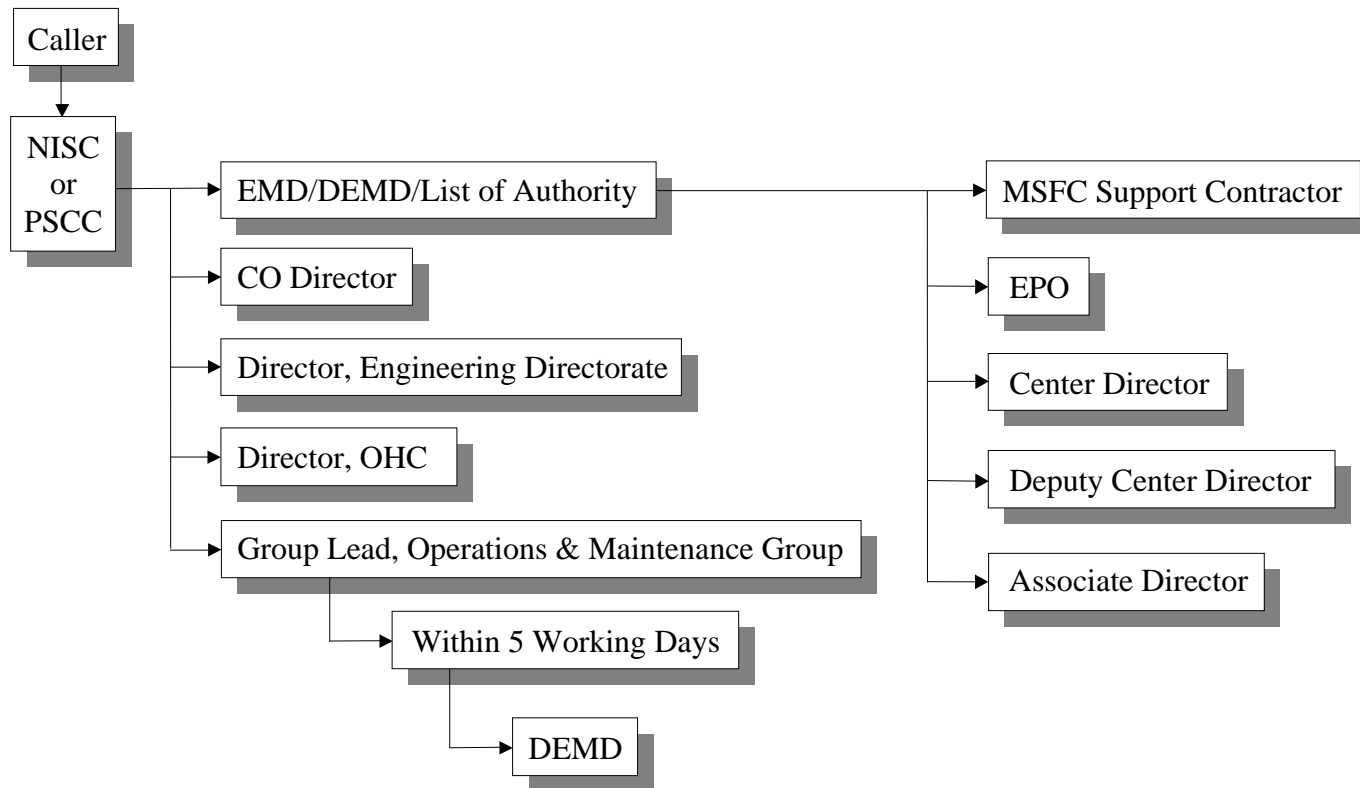 Caller
NISC
or
PSCC
EMD/DEMD/List of Authority
CO Director
Director, Engineering Directorate
Director, OHC
Group Lead, Operations & Maintenance Group
Within 5 Working Days
DEMD
MSFC Support Contractor
EPO
Center Director
Deputy Center Director
Associate Director